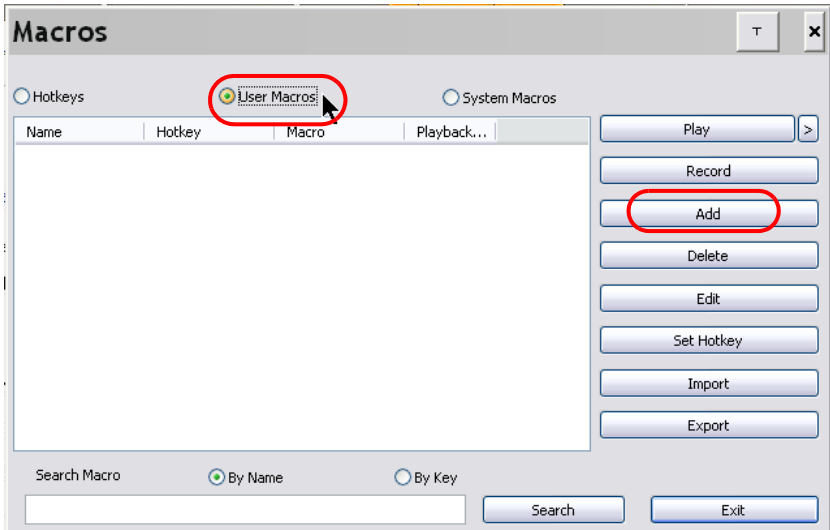 Macros
T
×
Hotkeys
User Macros
System Macros
Name Hotkey Macro Playback...
Play >
Record
Add
Delete
Edit
Set Hotkey
Import
Export
Search Macro
By Name
By Key
Search
Exit